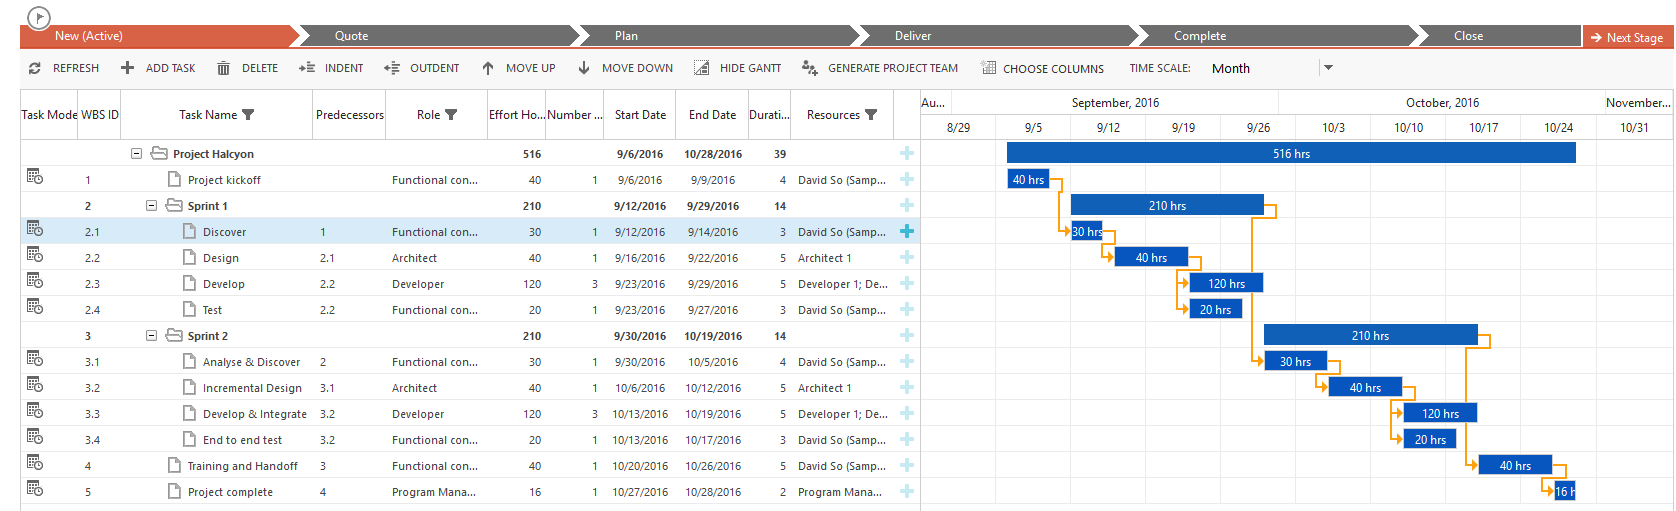 New (Active) Quote Plan Deliver Complete Close Next Stage
REFRESH ADD TASK DELETE INDENT OUTDENT MOVE UP MOVE DOWN HIDE GANTT GENERATE PROJECT TEAM CHOOSE COLUMNS TIME SCALE: Month
Task Mode WBS ID Task Name Predecessors Role Effort Ho... Number ... Start Date End Date Durati... Resources
Au... September, 2016 October, 2016 November...
8/29 9/5 9/12 9/19 9/26 10/3 10/10 10/17 10/24 10/31
Project Halcyon 516 9/6/2016 10/28/2016 39 516 hrs
1 Project kickoff Functional con... 40 1 9/6/2016 9/9/2016 4 David So (Samp... 40 hrs
2 Sprint 1 210 9/12/2016 9/29/2016 14 210 hrs
2.1 Discover 1 Functional con... 30 1 9/12/2016 9/14/2016 3 David So (Samp... 30 hrs
2.2 Design 2.1 Architect 40 1 9/16/2016 9/22/2016 5 Architect 1 40 hrs
2.3 Develop 2.2 Developer 120 3 9/23/2016 9/29/2016 5 Developer 1; De... 120 hrs
2.4 Test 2.2 Functional con... 20 1 9/23/2016 9/27/2016 3 David So (Samp... 20 hrs
3 Sprint 2 210 9/30/2016 10/19/2016 14 210 hrs
3.1 Analyse & Discover 2 Functional con... 30 1 9/30/2016 10/5/2016 4 David So (Samp... 30 hrs
3.2 Incremental Design 3.1 Architect 40 1 10/6/2016 10/12/2016 5 Architect 1 40 hrs
3.3 Develop & Integrate 3.2 Developer 120 3 10/13/2016 10/19/2016 5 Developer 1; De... 120 hrs
3.4 End to end test 3.2 Functional con... 20 1 10/13/2016 10/17/2016 3 David So (Samp... 20 hrs
4 Training and Handoff 3 Functional con... 40 1 10/20/2016 10/26/2016 5 David So (Samp... 40 hrs
5 Project complete 4 Program Mana... 16 1 10/27/2016 10/28/2016 2 Program Mana... 16 h